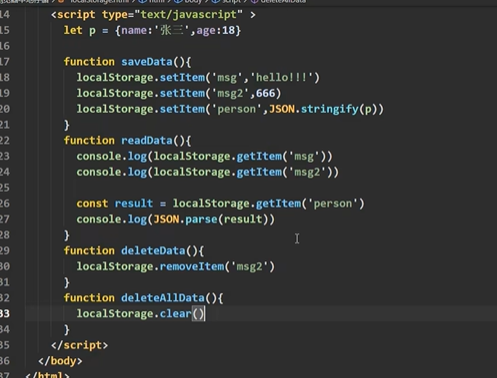 localStorage.html > html > body > script > deleteAllData
14 <script type="text/javascript" >
15 let p = {name:'张三',age:18}
16
17 function saveData(){
18 localStorage.setItem('msg','hello!!!')
19 localStorage.setItem('msg2',666)
20 localStorage.setItem('person',JSON.stringify(p))
21 }
22 function readData(){
23 console.log(localStorage.getItem('msg'))
24 console.log(localStorage.getItem('msg2'))
25
26 const result = localStorage.getItem('person')
27 console.log(JSON.parse(result))
28 }
29 function deleteData(){
30 localStorage.removeItem('msg2')
31 }
32 function deleteAllData(){
33 localStorage.clear()
34 }
35 </script>
36 </body>
37 </html>